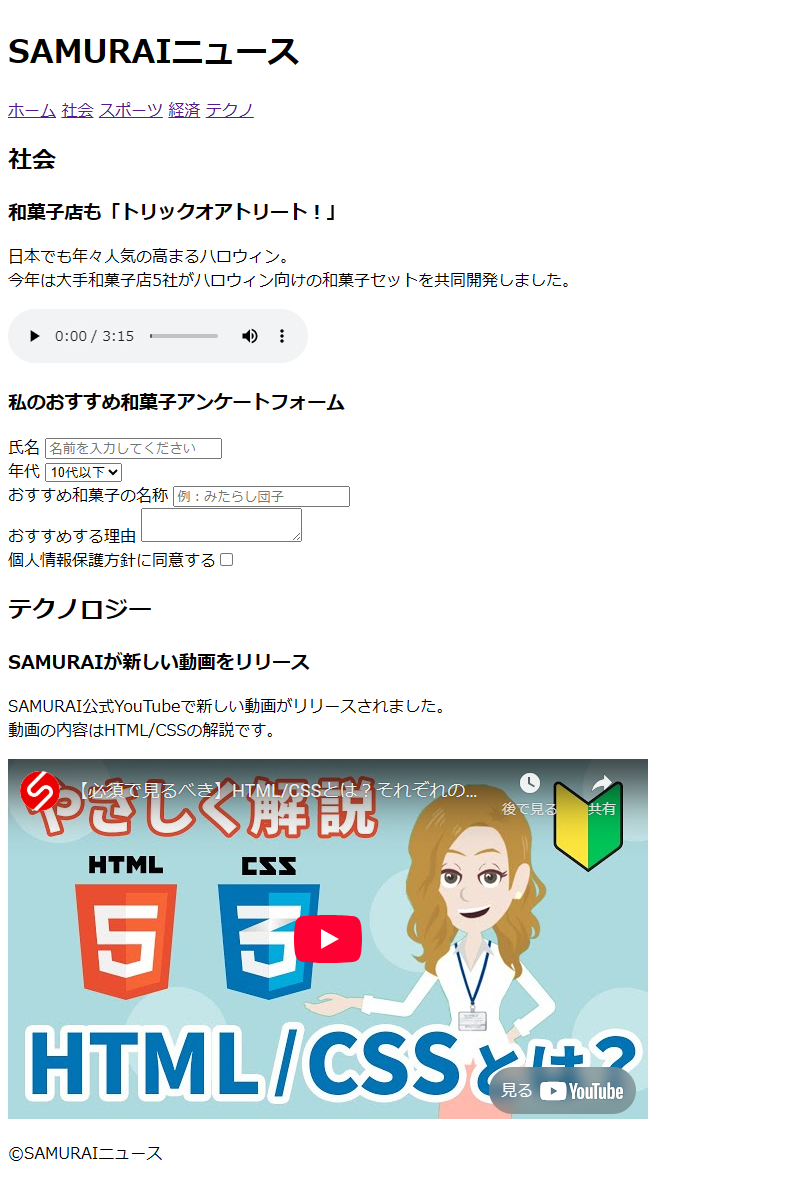 SAMURAIニュース
ホーム 社会 スポーツ 経済 テクノ
社会
和菓子店も「トリックオアトリート！」
日本でも年々人気の高まるハロウィン。
今年は大手和菓子店5社がハロウィン向けの和菓子セットを共同開発しました。
0:00 / 3:15
私のおすすめ和菓子アンケートフォーム
氏名 名前を入力してください
年代 10代以下
おすすめ和菓子の名称 例：みたらし団子
おすすめする理由
個人情報保護方針に同意する
テクノロジー
SAMURAIが新しい動画をリリース
SAMURAI公式YouTubeで新しい動画がリリースされました。
動画の内容はHTML/CSSの解説です。
【必須で見るべき】HTML/CSSとは？それぞれの...
後で見る 共有
やさしく解説
HTML CSS
5 3
HTML/CSSとは？
見る YouTube
©SAMURAIニュース